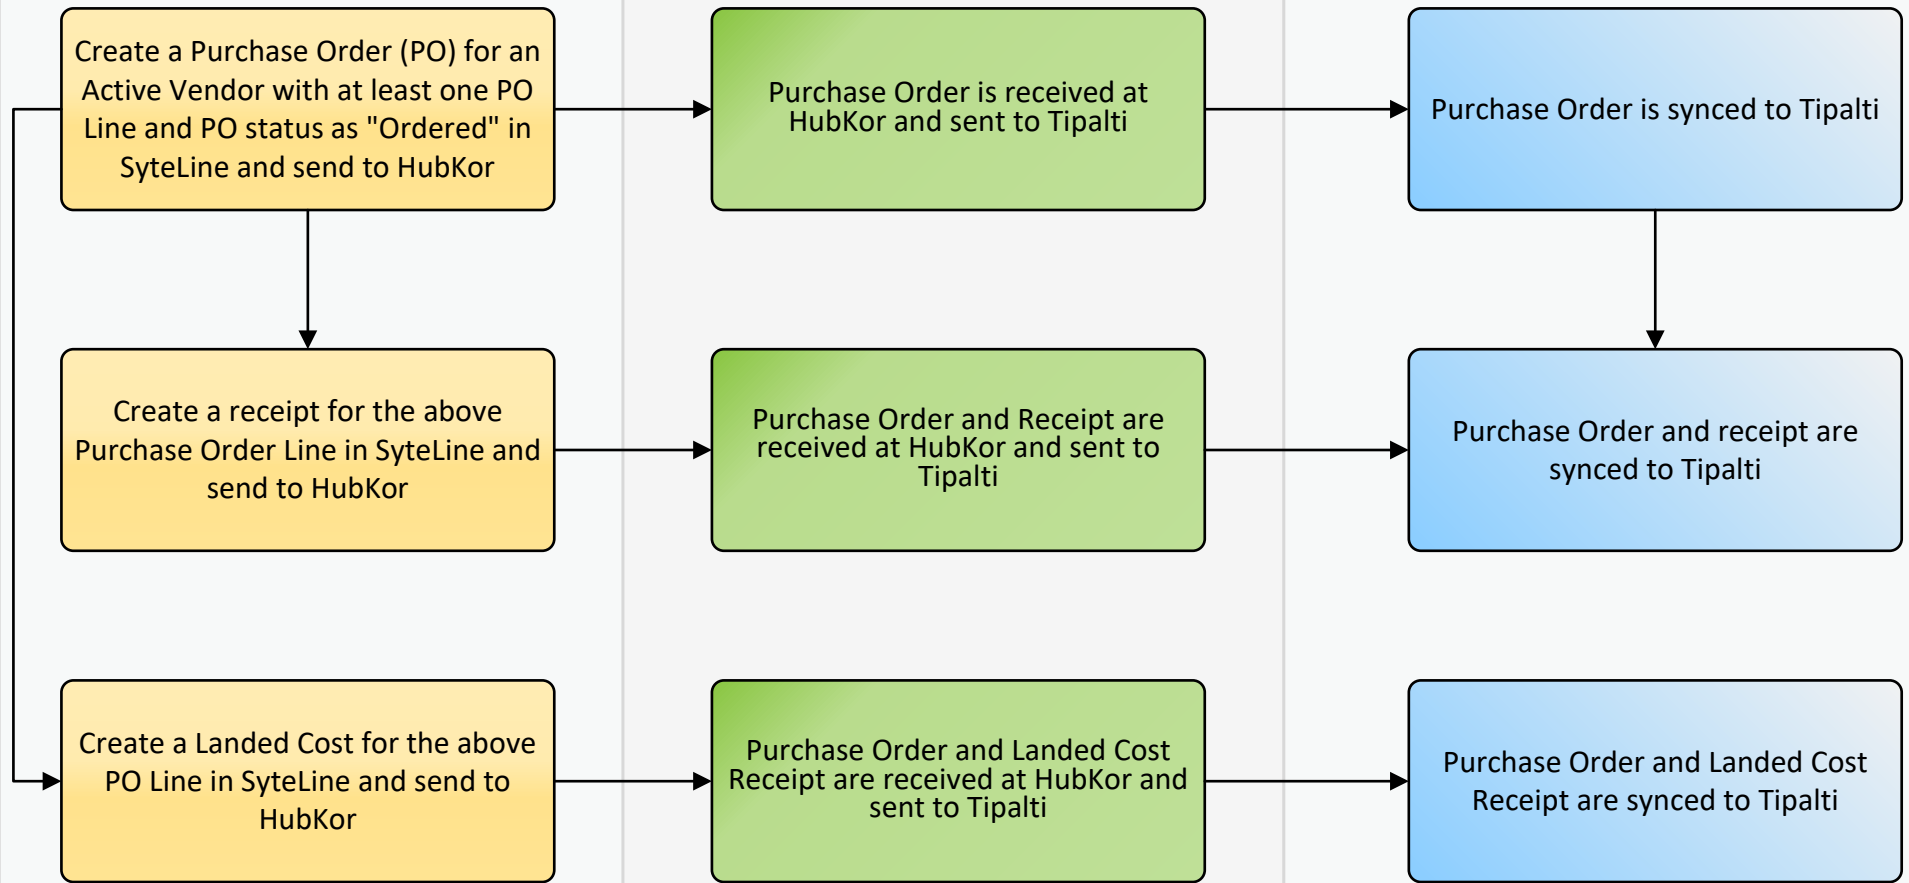 Create a Purchase Order (PO) for an
Active Vendor with at least one PO
Line and PO status as "Ordered" in
SyteLine and send to HubKor
Purchase Order is received at
HubKor and sent to Tipalti
Purchase Order is synced to Tipalti
Create a receipt for the above
Purchase Order Line in SyteLine and
send to HubKor
Purchase Order and Receipt are
received at HubKor and sent to
Tipalti
Purchase Order and receipt are
synced to Tipalti
Create a Landed Cost for the above
PO Line in SyteLine and send to
HubKor
Purchase Order and Landed Cost
Receipt are received at HubKor and
sent to Tipalti
Purchase Order and Landed Cost
Receipt are synced to Tipalti